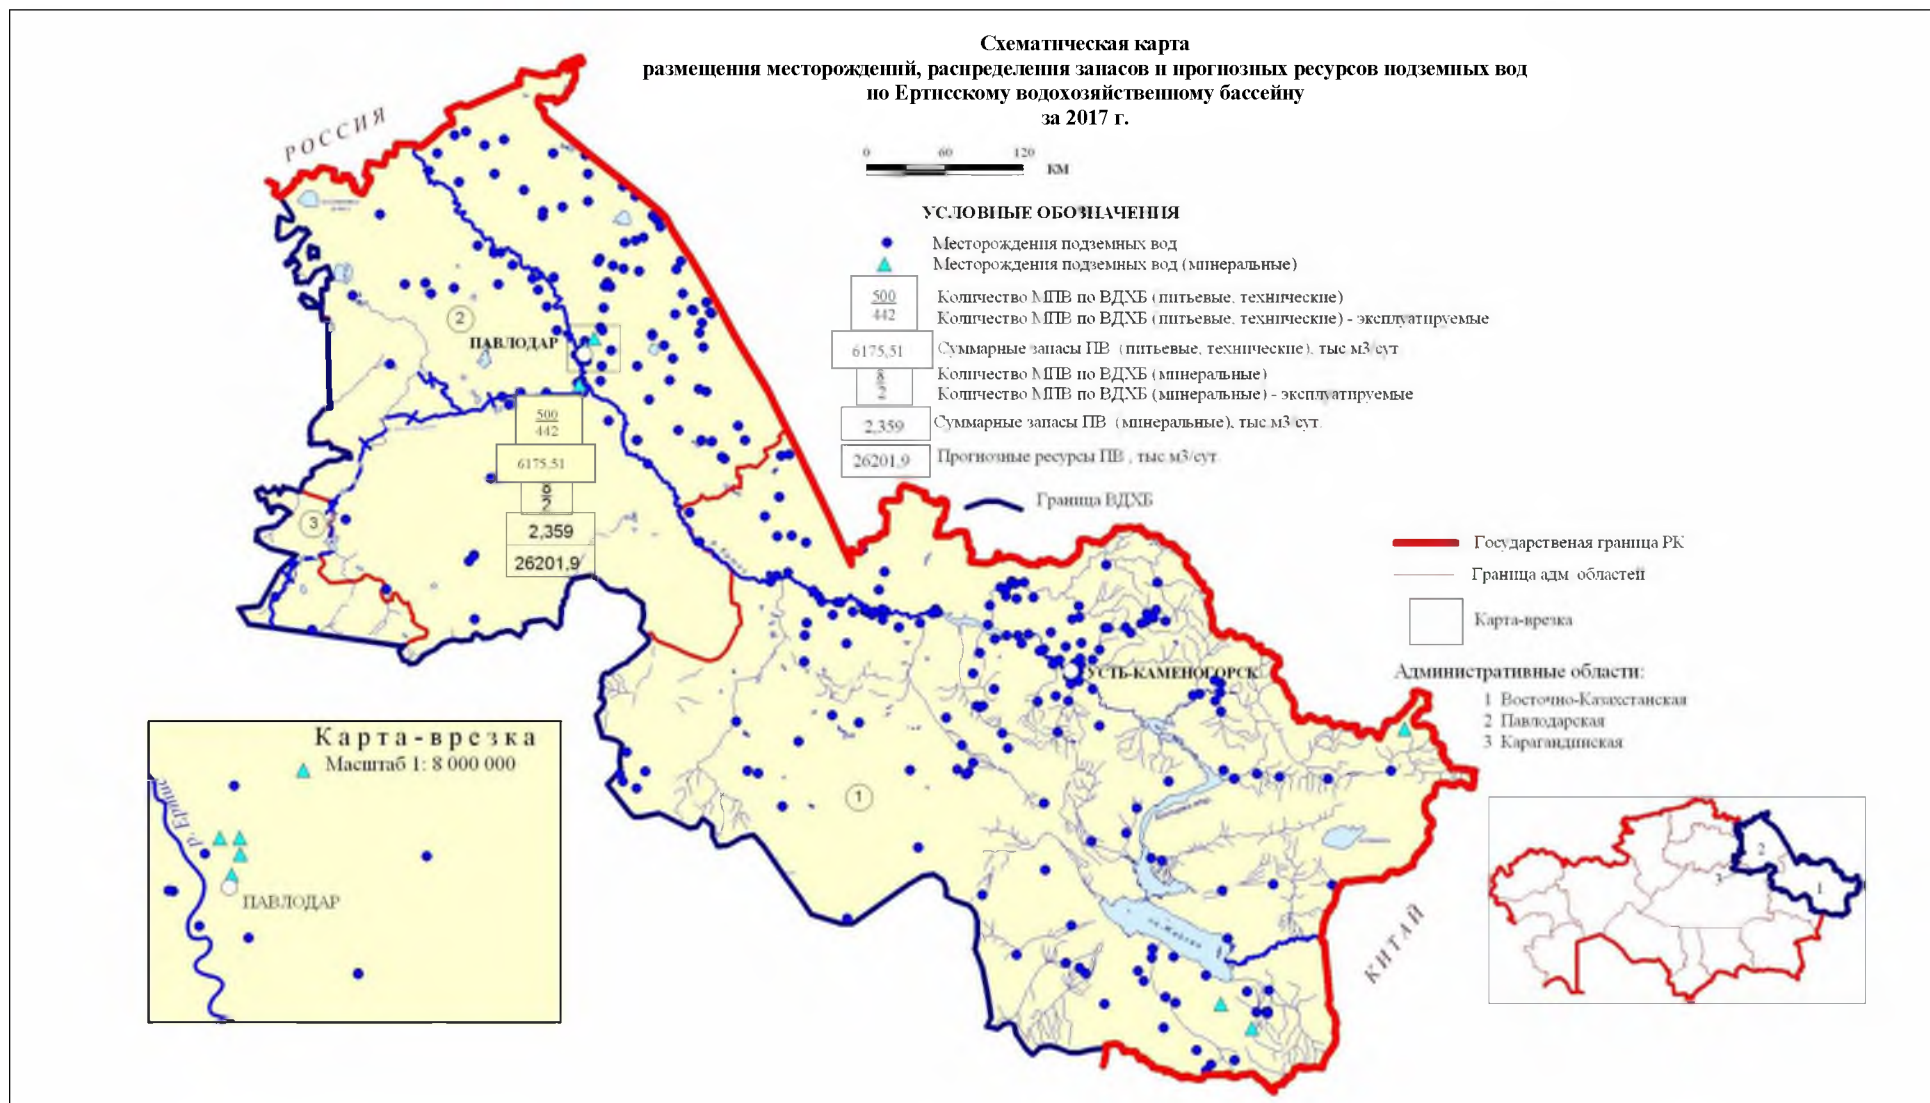 Схематическая карта
размещения месторождений, распределения запасов и прогнозных ресурсов подземных вод
по Ертисскому водохозяйственному бассейну
за 2017 г.
0 60 120
КМ
УСЛОВНЫЕ ОБОЗНАЧЕНИЯ
Месторождения подземных вод
Месторождения подземных вод (минеральные)
500
442
Количество МПВ по ВДХБ (питьевые, технические)
Количество МПВ по ВДХБ (питьевые, технические) - эксплуатируемые
6175,51
Суммарные запасы ПВ (питьевые, технические), тыс м3/сут
8
2
Количество МПВ по ВДХБ (минеральные)
Количество МПВ по ВДХБ (минеральные) - эксплуатируемые
2,359
Суммарные запасы ПВ (минеральные), тыс.м3/сут.
26201,9
Прогнозные ресурсы ПВ , тыс м3/сут
Граница ВДХБ
Государственая граница РК
Граница адм областей
Карта-врезка
Административные области:
1 Восточно-Казахстанская
2 Павлодарская
3 Карагандинская
РОССИЯ
2
ПАВЛОДАР
500
442
6175,51
8
2
2,359
26201,9
3
УСТЬ-КАМЕНОГОРСК
1
КИТАЙ
Карта-врезка
Масштаб 1: 8 000 000
р. Ертис
ПАВЛОДАР
2
3
1